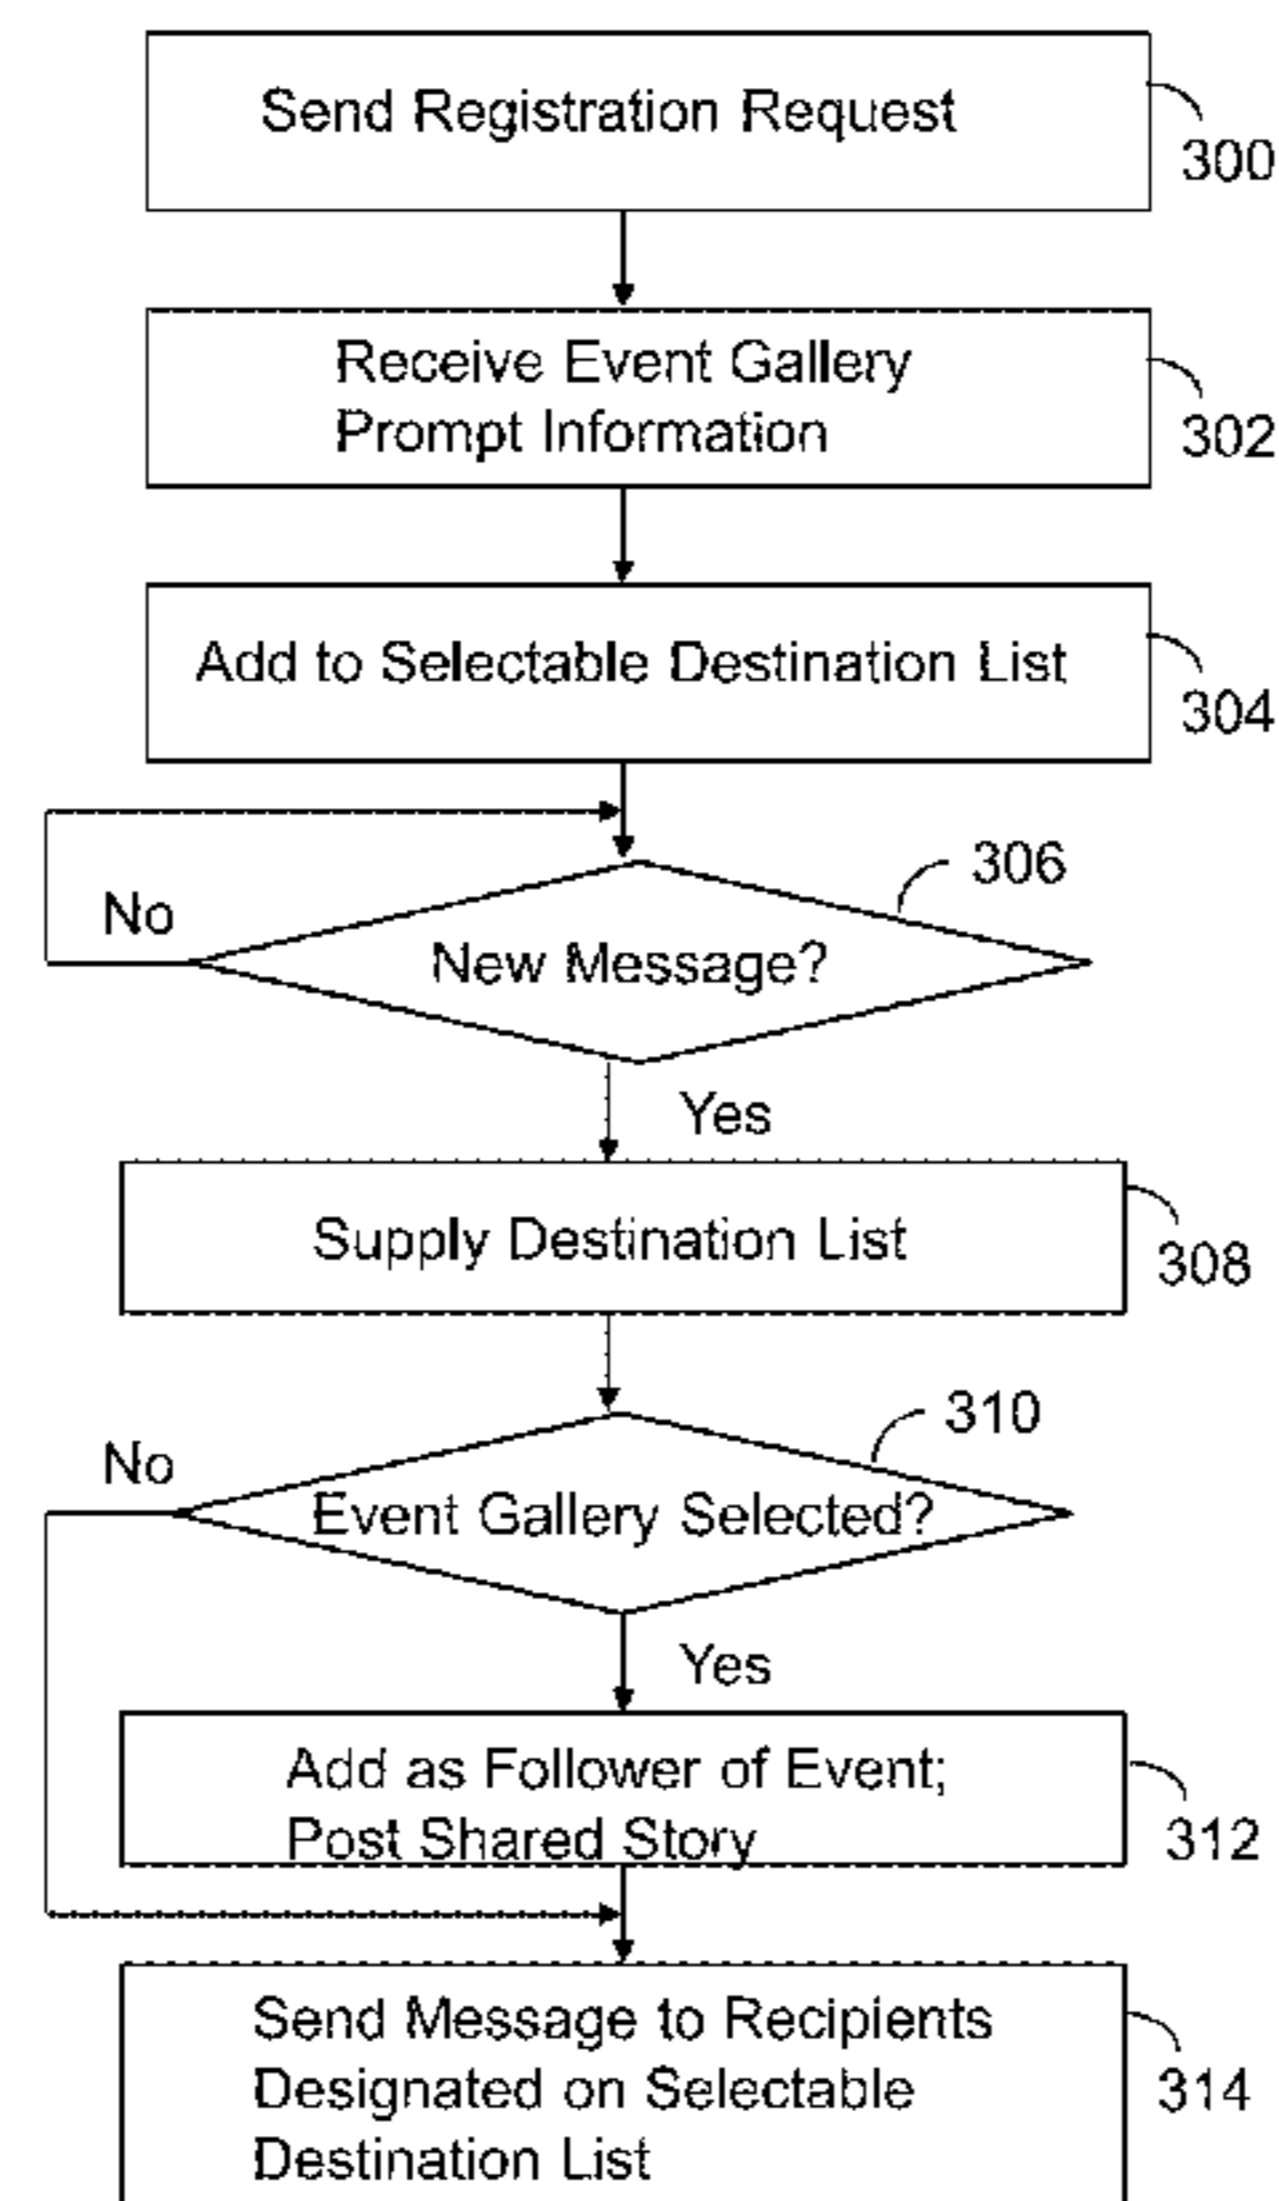 Send Registration Request
300
Receive Event Gallery
Prompt Information
302
Add to Selectable Destination List
304
306
No
New Message?
Yes
Supply Destination List
308
310
No
Event Gallery Selected?
Yes
Add as Follower of Event;
Post Shared Story
312
Send Message to Recipients
Designated on Selectable
Destination List
314